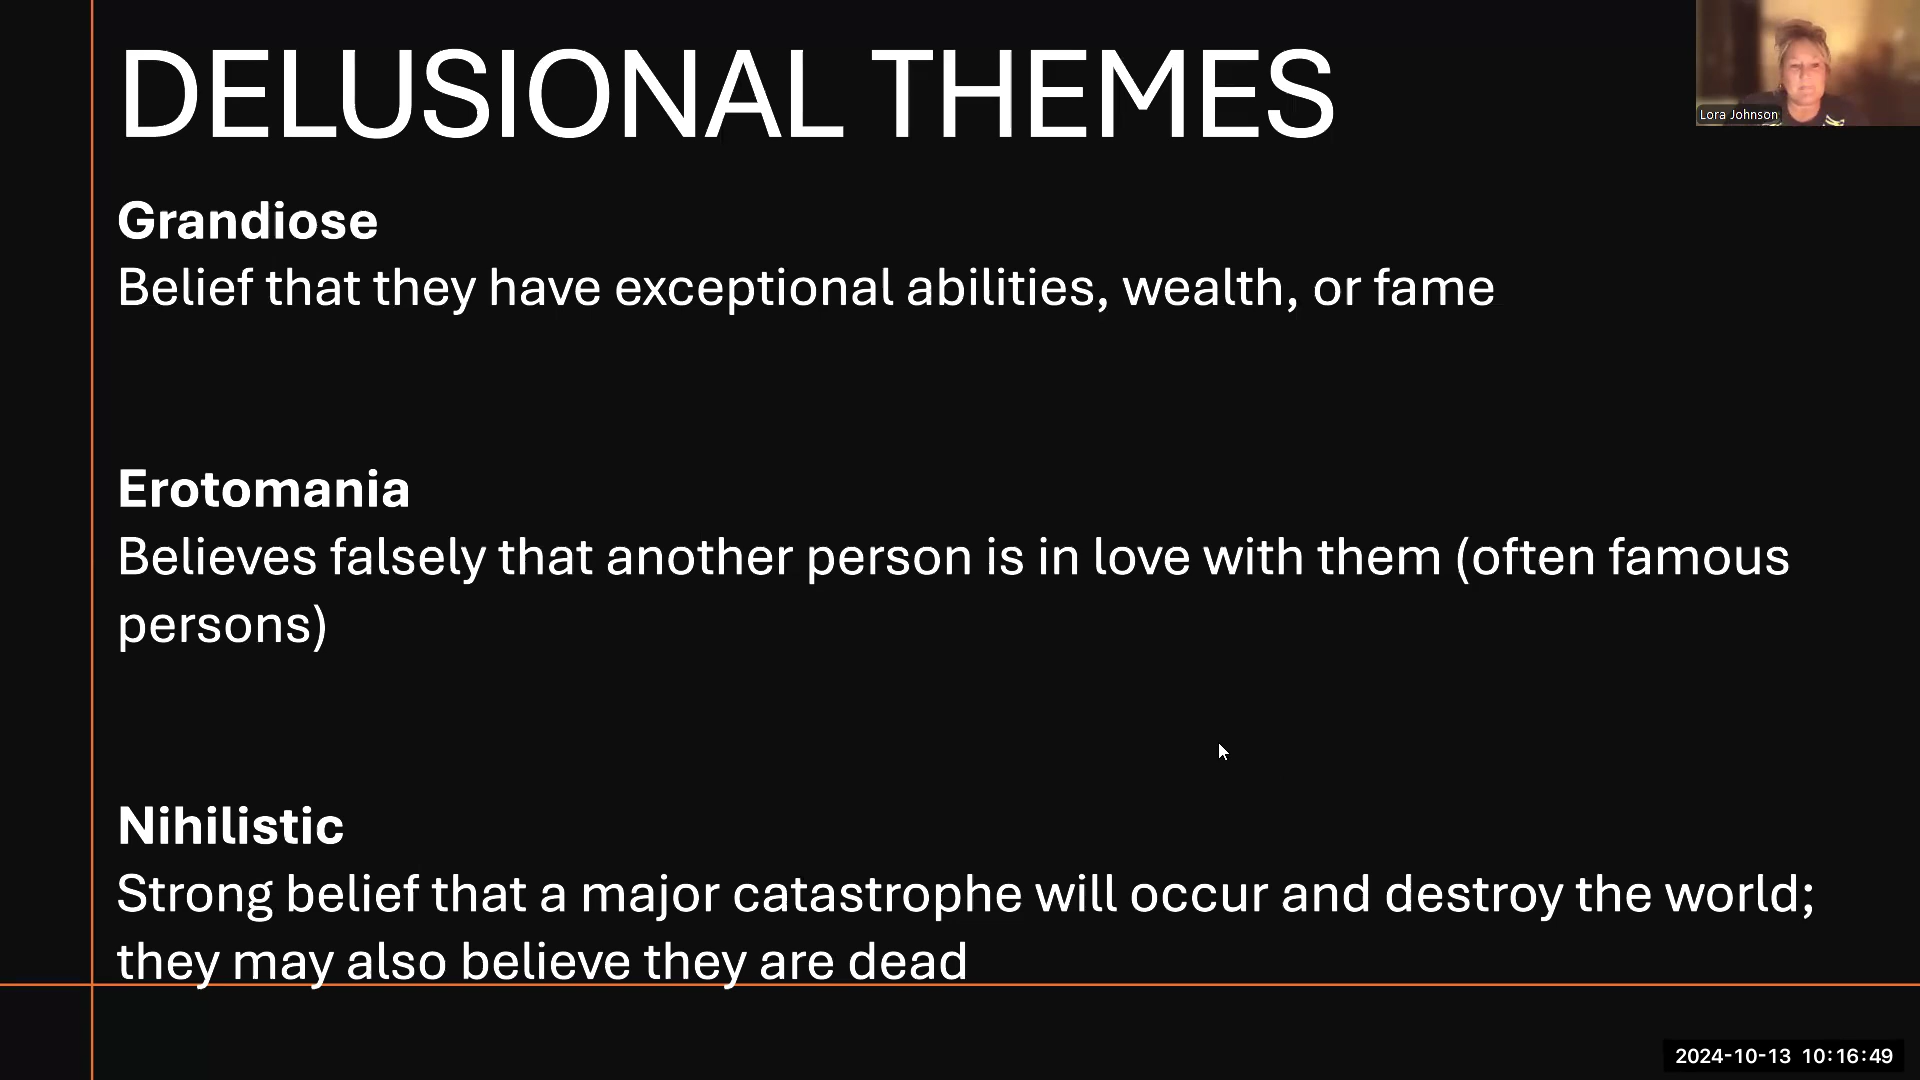 DELUSIONAL THEMES
Lora Johnson
Grandiose
Belief that they have exceptional abilities, wealth, or fame
Erotomania
Believes falsely that another person is in love with them (often famous
persons)
Nihilistic
Strong belief that a major catastrophe will occur and destroy the world;
they may also believe they are dead
2024-10-13 10:16:49